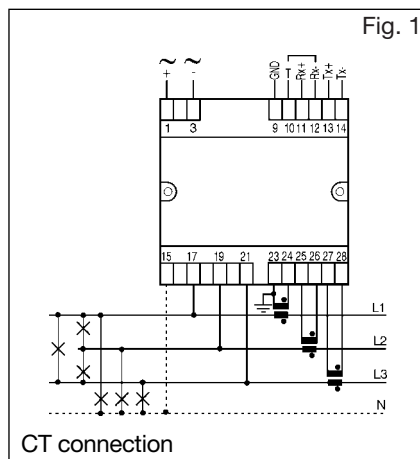 Fig. 1
~ ~
+ -
GND T Rx+ Rx- Tx+ Tx-
1 3 9 10 11 12 13 14
15 17 19 21 23 24 25 26 27 28
L1
L2
L3
N
CT connection